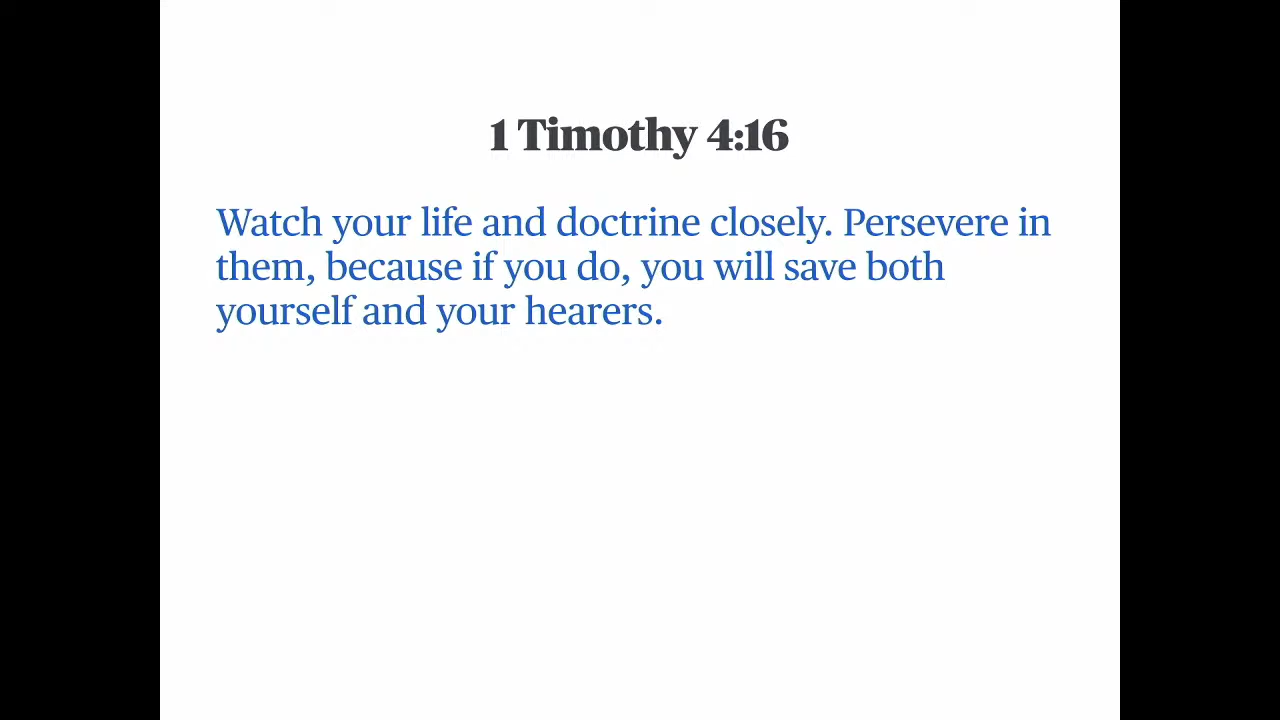 1 Timothy 4:16
Watch your life and doctrine closely. Persevere in
them, because if you do, you will save both
yourself and your hearers.